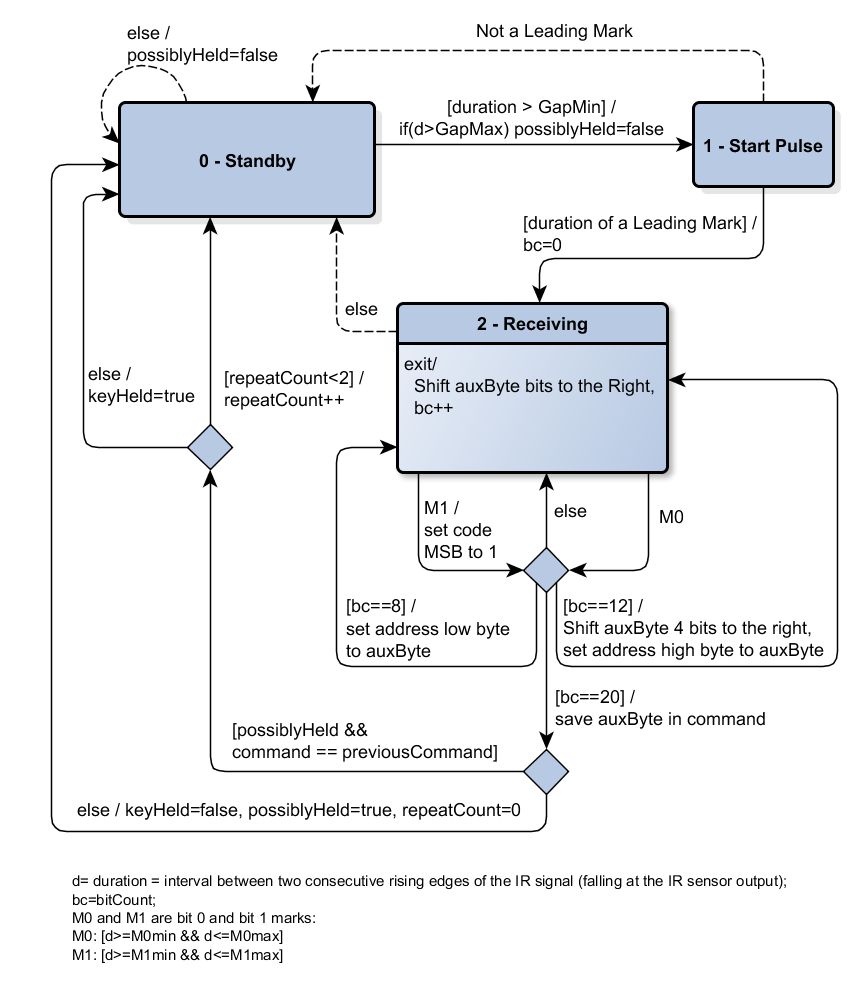 else /
possiblyHeld=false
Not a Leading Mark
[duration > GapMin] /
if(d>GapMax) possiblyHeld=false
0 - Standby
1 - Start Pulse
[duration of a Leading Mark] /
bc=0
else
2 - Receiving
exit/
Shift auxByte bits to the Right,
bc++
else /
keyHeld=true
[repeatCount<2] /
repeatCount++
M1 /
set code
MSB to 1
else
M0
[bc==8] /
set address low byte
to auxByte
[bc==12] /
Shift auxByte 4 bits to the right,
set address high byte to auxByte
[bc==20] /
save auxByte in command
[possiblyHeld &&
command == previousCommand]
else / keyHeld=false, possiblyHeld=true, repeatCount=0
d= duration = interval between two consecutive rising edges of the IR signal (falling at the IR sensor output);
bc=bitCount;
M0 and M1 are bit 0 and bit 1 marks:
M0: [d>=M0min && d<=M0max]
M1: [d>=M1min && d<=M1max]